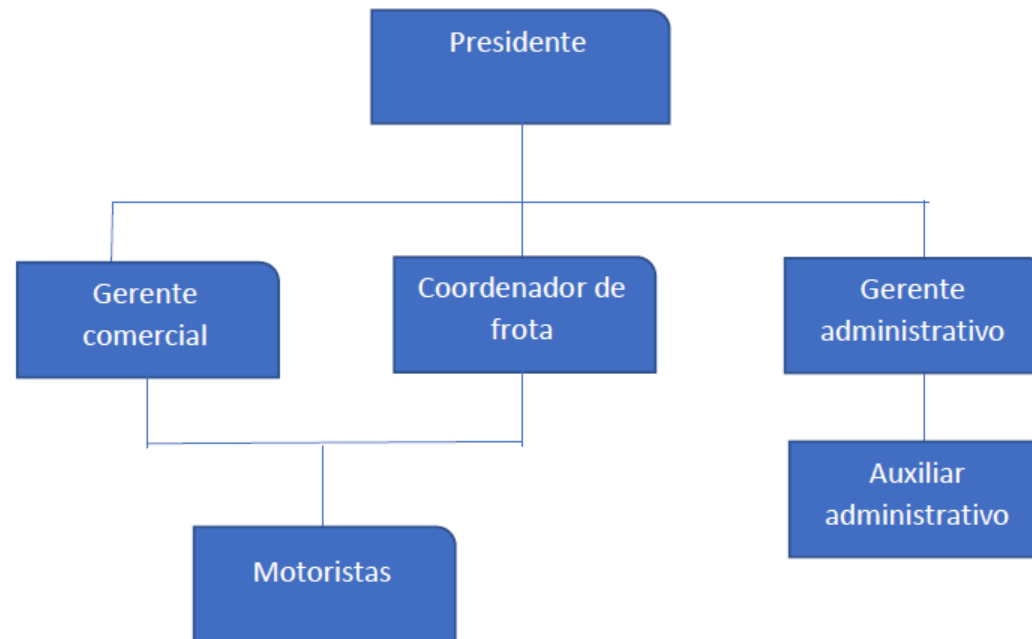 Presidente
Gerente
comercial
Coordenador de
frota
Gerente
administrativo
Auxiliar
administrativo
Motoristas